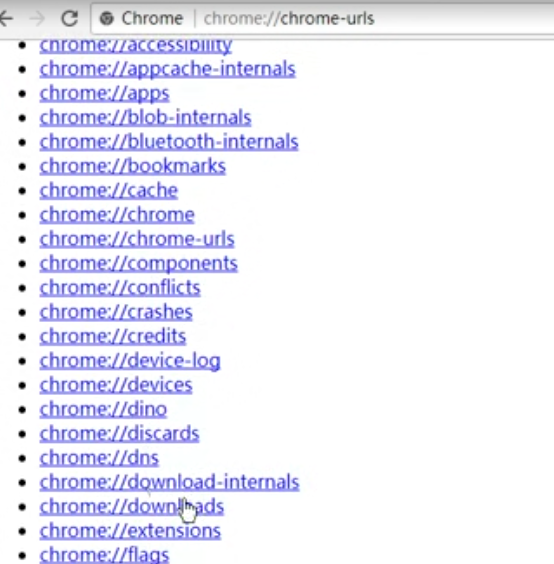 Chrome | chrome://chrome-urls
chrome://accessibility
chrome://appcache-internals
chrome://apps
chrome://blob-internals
chrome://bluetooth-internals
chrome://bookmarks
chrome://cache
chrome://chrome
chrome://chrome-urls
chrome://components
chrome://conflicts
chrome://crashes
chrome://credits
chrome://device-log
chrome://devices
chrome://dino
chrome://discards
chrome://dns
chrome://download-internals
chrome://downloads
chrome://extensions
chrome://flags